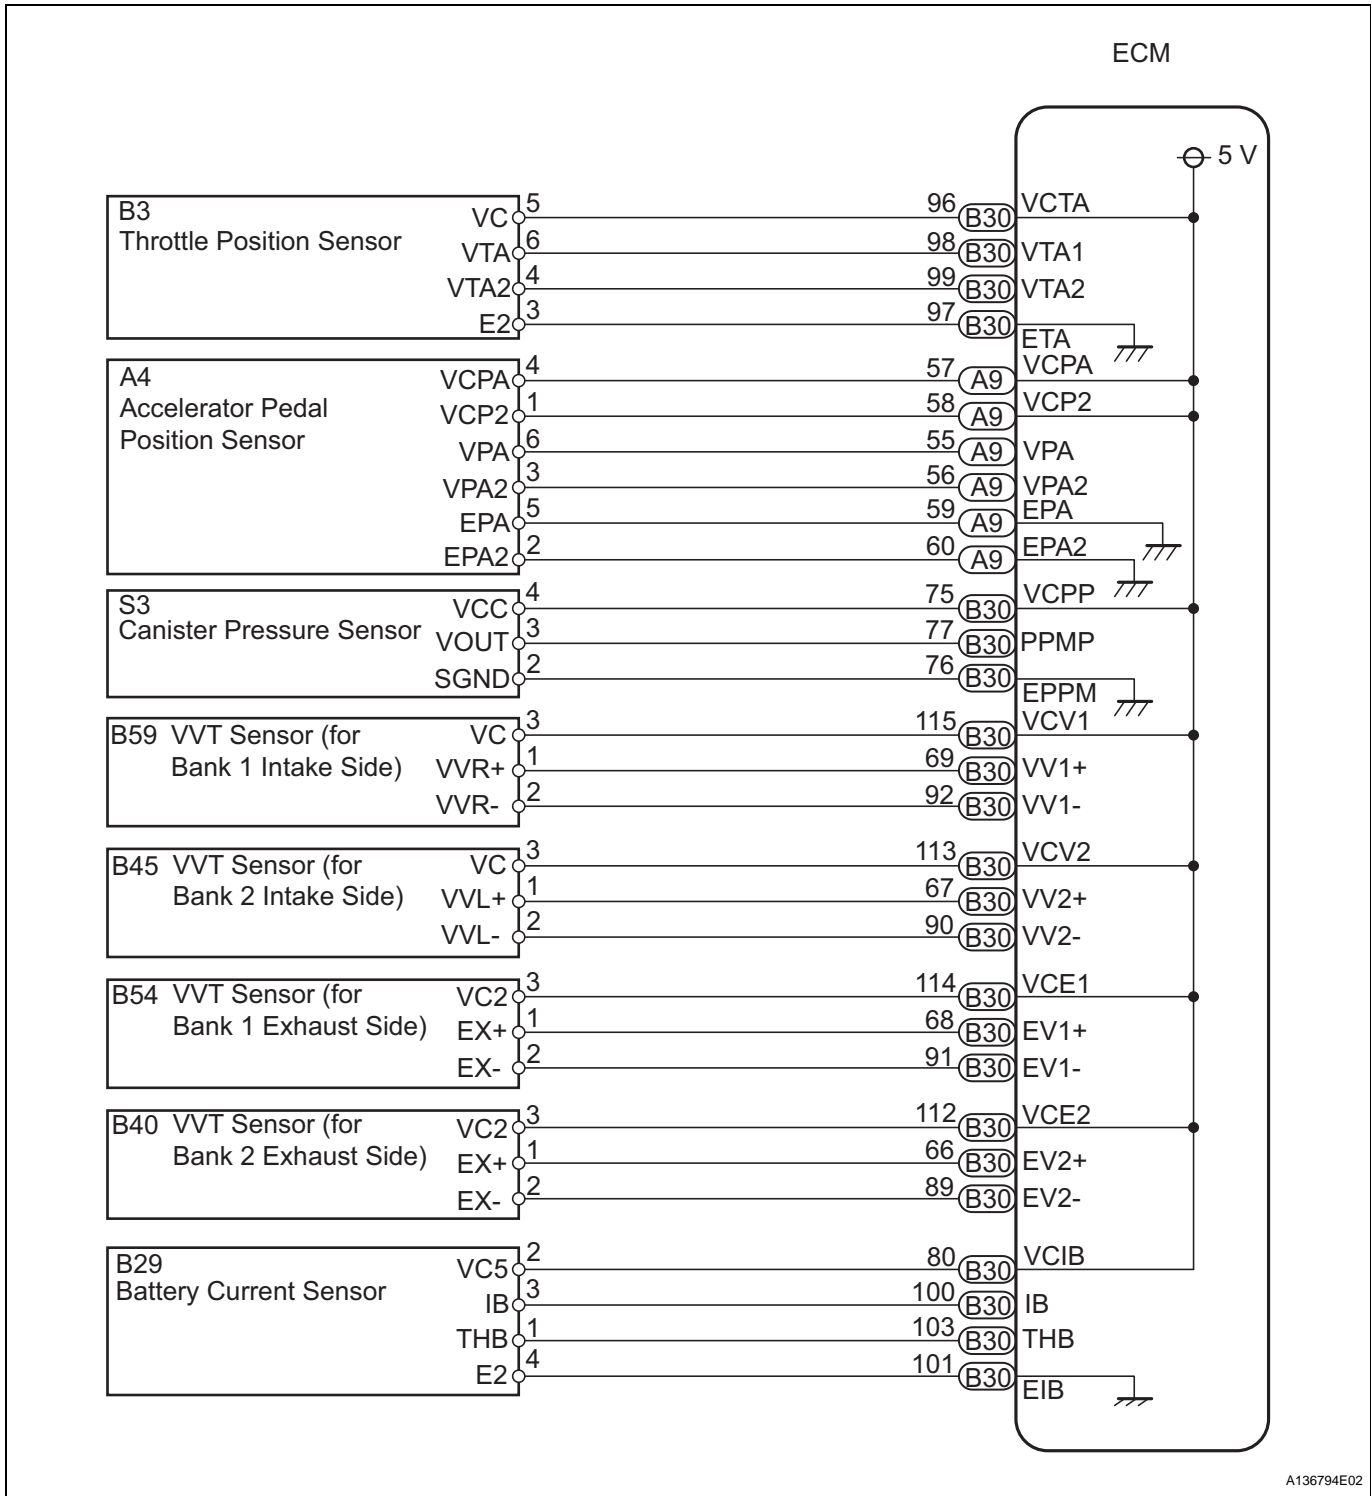 ECM
5 V
B3
Throttle Position Sensor
VC 5 96 B30 VCTA
VTA 6 98 B30 VTA1
VTA2 4 99 B30 VTA2
E2 3 97 B30 ETA
A4
Accelerator Pedal
Position Sensor
VCPA 4 57 A9 VCPA
VCP2 1 58 A9 VCP2
VPA 6 55 A9 VPA
VPA2 3 56 A9 VPA2
EPA 5 59 A9 EPA
EPA2 2 60 A9 EPA2
S3
Canister Pressure Sensor
VCC 4 75 B30 VCPP
VOUT 3 77 B30 PPMP
SGND 2 76 B30 EPPM
B59 VVT Sensor (for
Bank 1 Intake Side)
VC 3 115 B30 VCV1
VVR+ 1 69 B30 VV1+
VVR- 2 92 B30 VV1-
B45 VVT Sensor (for
Bank 2 Intake Side)
VC 3 113 B30 VCV2
VVL+ 1 67 B30 VV2+
VVL- 2 90 B30 VV2-
B54 VVT Sensor (for
Bank 1 Exhaust Side)
VC2 3 114 B30 VCE1
EX+ 1 68 B30 EV1+
EX- 2 91 B30 EV1-
B40 VVT Sensor (for
Bank 2 Exhaust Side)
VC2 3 112 B30 VCE2
EX+ 1 66 B30 EV2+
EX- 2 89 B30 EV2-
B29
Battery Current Sensor
VC5 2 80 B30 VCIB
IB 3 100 B30 IB
THB 1 103 B30 THB
E2 4 101 B30 EIB
A136794E02